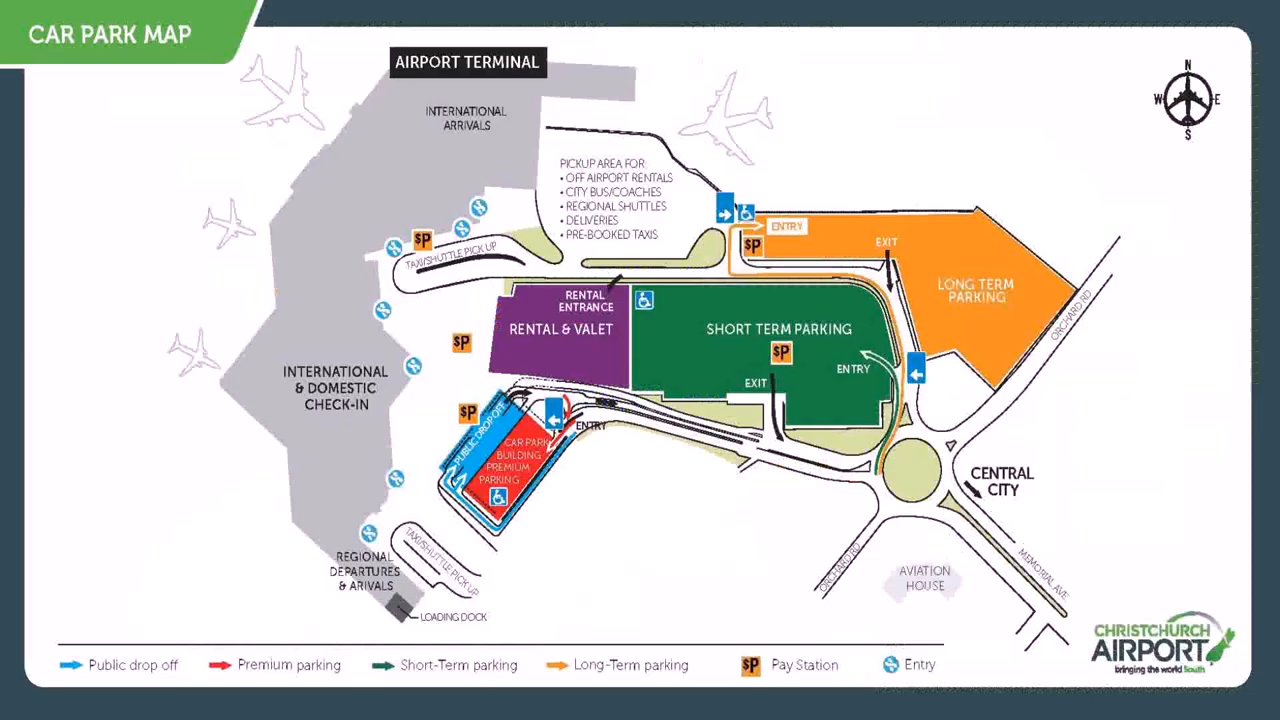 CAR PARK MAP
AIRPORT TERMINAL
INTERNATIONAL
ARRIVALS
N
W E
S
PICKUP AREA FOR:
• OFF AIRPORT RENTALS
• CITY BUS/COACHES
• REGIONAL SHUTTLES
• DELIVERIES
• PRE-BOOKED TAXIS
ENTRY
$P
$P
TAXI/SHUTTLE PICK UP
EXIT
LONG TERM
PARKING
RENTAL
ENTRANCE
RENTAL & VALET
SHORT TERM PARKING
ORCHARD RD
$P
$P
ENTRY
EXIT
INTERNATIONAL
& DOMESTIC
CHECK-IN
$P
PUBLIC DROP OFF
ENTRY
CAR PARK
BUILDING
PREMIUM
PARKING
CENTRAL
CITY
TAXI/SHUTTLE PICK UP
REGIONAL
DEPARTURES
& ARIVALS
LOADING DOCK
ORCHARD RD
AVIATION
HOUSE
MEMORIAL AVE
CHRISTCHURCH
AIRPORT
bringing the world South
Public drop off
Premium parking
Short-Term parking
Long-Term parking
$P Pay Station
Entry